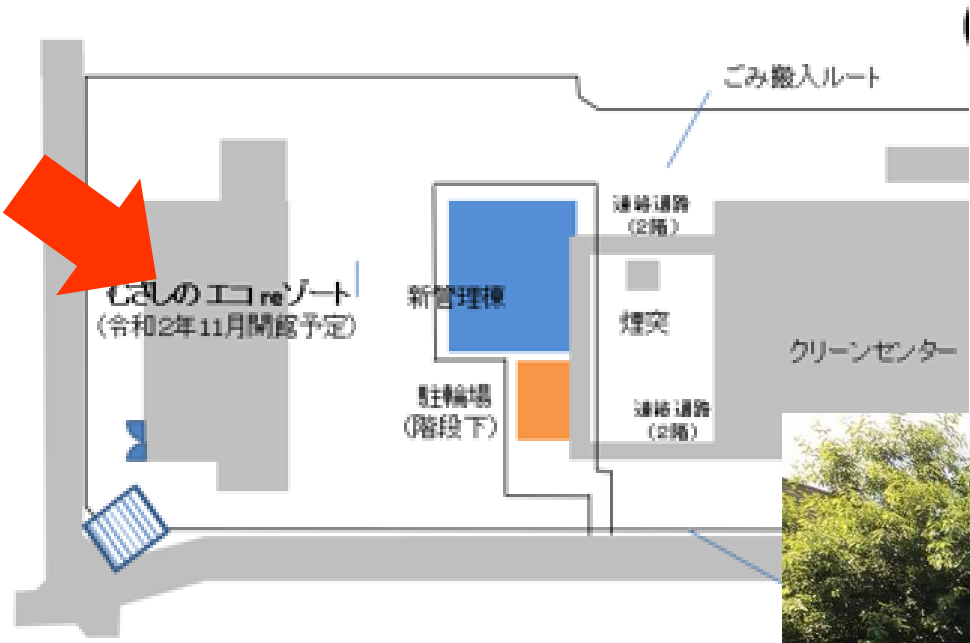 ごみ搬入ルート
連絡通路
(2階)
むさしのエコreゾート
(令和2年11月開館予定)
新管理棟
煙突
クリーンセンター
駐輪場
(階段下)
連絡通路
(2階)